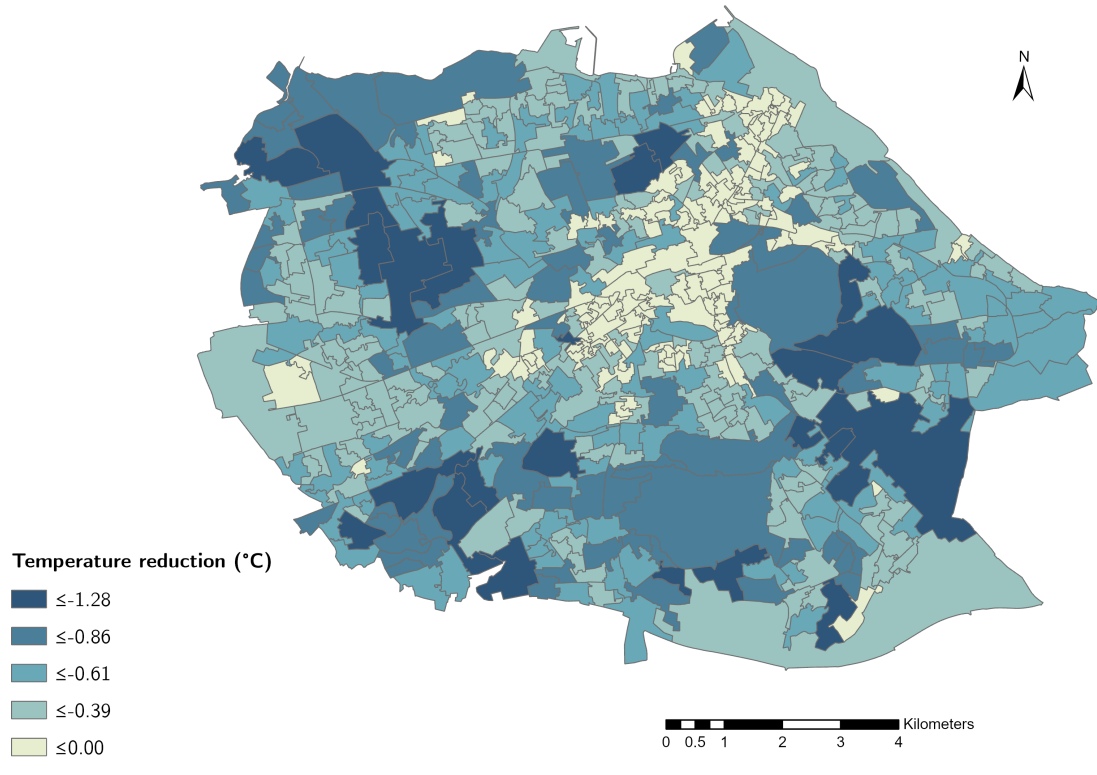 N
Temperature reduction (°C)
≤-1.28
≤-0.86
≤-0.61
≤-0.39
≤0.00
Kilometers
0 0.5 1 2 3 4